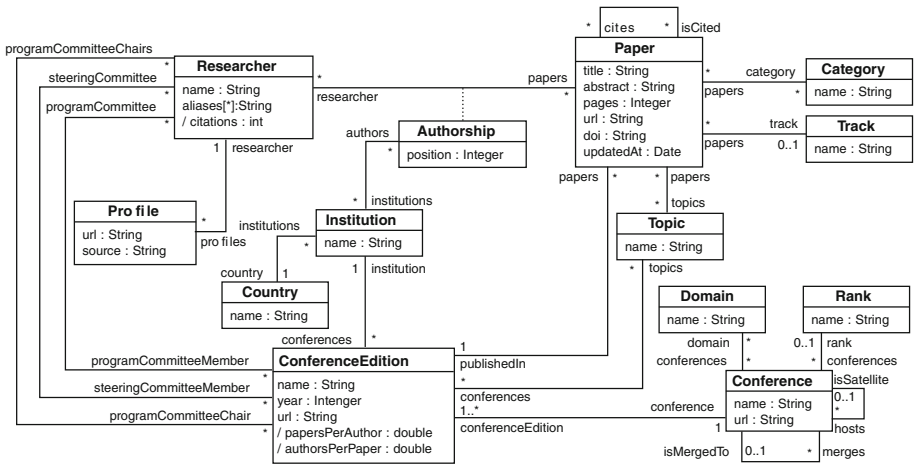 * cites * isCited
programCommitteeChairs
*
steeringCommittee
*
programCommittee
*
Researcher
name : String
aliases[*]:String
/ citations : int
*
researcher
papers
*
Paper
title : String
abstract : String
pages : Integer
url : String
doi : String
updatedAt : Date
*
papers
category
*
Category
name : String
*
papers
track
0..1
Track
name : String
1 researcher
authors
*
Authorship
position : Integer
papers *
* papers
* topics
Profile
url : String
source : String
*
profiles
institutions
*
* institutions
Institution
name : String
Topic
name : String
* topics
country
1
1 institution
Country
name : String
Domain
name : String
Rank
name : String
conferences *
domain *
conferences *
0..1 rank
* conferences
programCommitteeMember
*
steeringCommitteeMember
*
programCommitteeChair
*
ConferenceEdition
name : String
year : Intenger
url : String
/ papersPerAuthor : double
/ authorsPerPaper : double
1
publishedIn
*
conferences
1..*
conferenceEdition
conference
1
Conference
name : String
url : String
isSatellite
0..1
*
hosts
isMergedTo 0..1 * merges